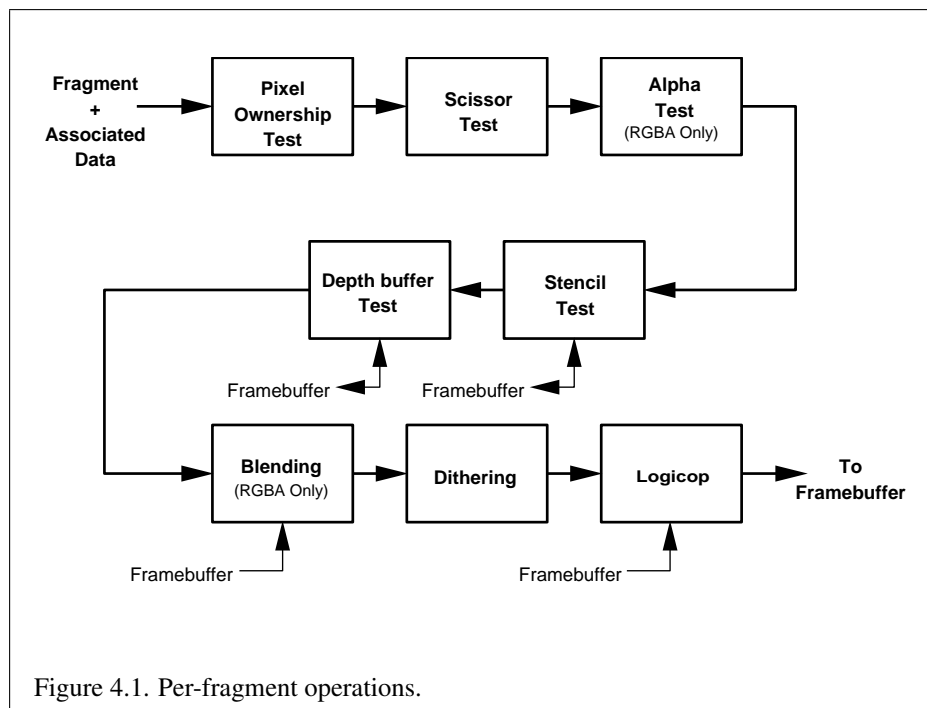 Fragment
+
Associated
Data
Pixel
Ownership
Test
Scissor
Test
Alpha
Test
(RGBA Only)
Depth buffer
Test
Stencil
Test
Framebuffer
Framebuffer
Blending
(RGBA Only)
Dithering
Logicop
To
Framebuffer
Framebuffer
Framebuffer
Figure 4.1. Per-fragment operations.